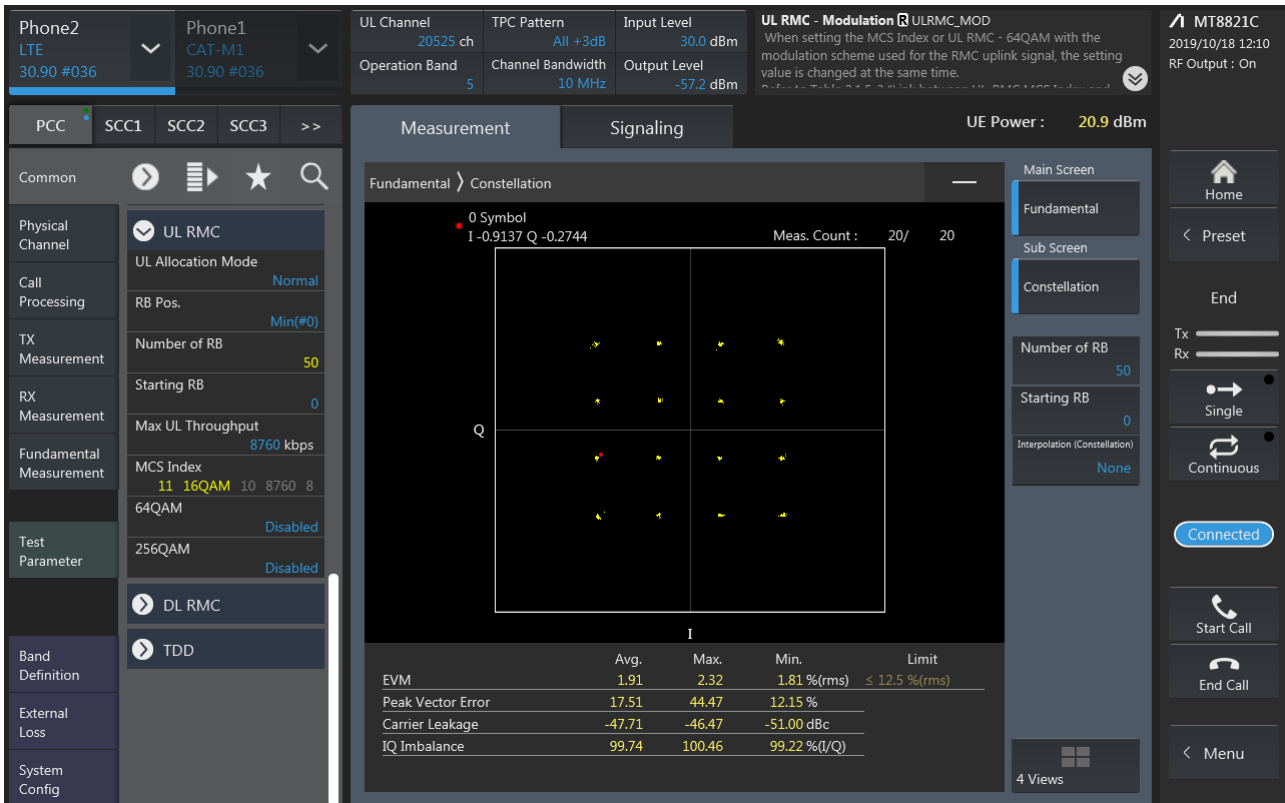 Phone2
LTE
30.90 #036
Phone1
CAT-M1
30.90 #036
UL Channel
20525 ch
TPC Pattern
All +3dB
Input Level
30.0 dBm
Operation Band
5
Channel Bandwidth
10 MHz
Output Level
-57.2 dBm
UL RMC - Modulation R ULRMC_MOD
When setting the MCS Index or UL RMC - 64QAM with the
modulation scheme used for the RMC uplink signal, the setting
value is changed at the same time.
MT8821C
2019/10/18 12:10
RF Output : On
PCC
SCC1
SCC2
SCC3
>>
Measurement
Signaling
UE Power : 20.9 dBm
Common
Physical
Channel
Call
Processing
TX
Measurement
RX
Measurement
Fundamental
Measurement
Test
Parameter
Band
Definition
External
Loss
System
Config
UL RMC
UL Allocation Mode
Normal
RB Pos.
Min(#0)
Number of RB
50
Starting RB
0
Max UL Throughput
8760 kbps
MCS Index
11 16QAM 10 8760 8
64QAM
Disabled
256QAM
Disabled
DL RMC
TDD
Fundamental ⟩ Constellation
0 Symbol
I -0.9137 Q -0.2744
Meas. Count : 20/ 20
Q
I
Avg. Max. Min. Limit
EVM 1.91 2.32 1.81 %(rms) ≤ 12.5 %(rms)
Peak Vector Error 17.51 44.47 12.15 %
Carrier Leakage -47.71 -46.47 -51.00 dBc
IQ Imbalance 99.74 100.46 99.22 %(I/Q)
Main Screen
Fundamental
Sub Screen
Constellation
Number of RB
50
Starting RB
0
Interpolation (Constellation)
None
4 Views
Home
< Preset
End
Tx
Rx
Single
Continuous
Connected
Start Call
End Call
< Menu